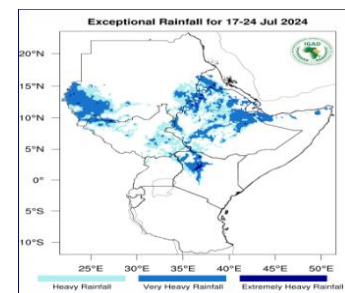 Exceptional Rainfall for 17-24 Jul 2024
IGAD
20°N
15°N
10°N
5°N
0°
5°S
10°S
25°E 30°E 35°E 40°E 45°E 50°E
Heavy Rainfall Very Heavy Rainfall Extremely Heavy Rainfall